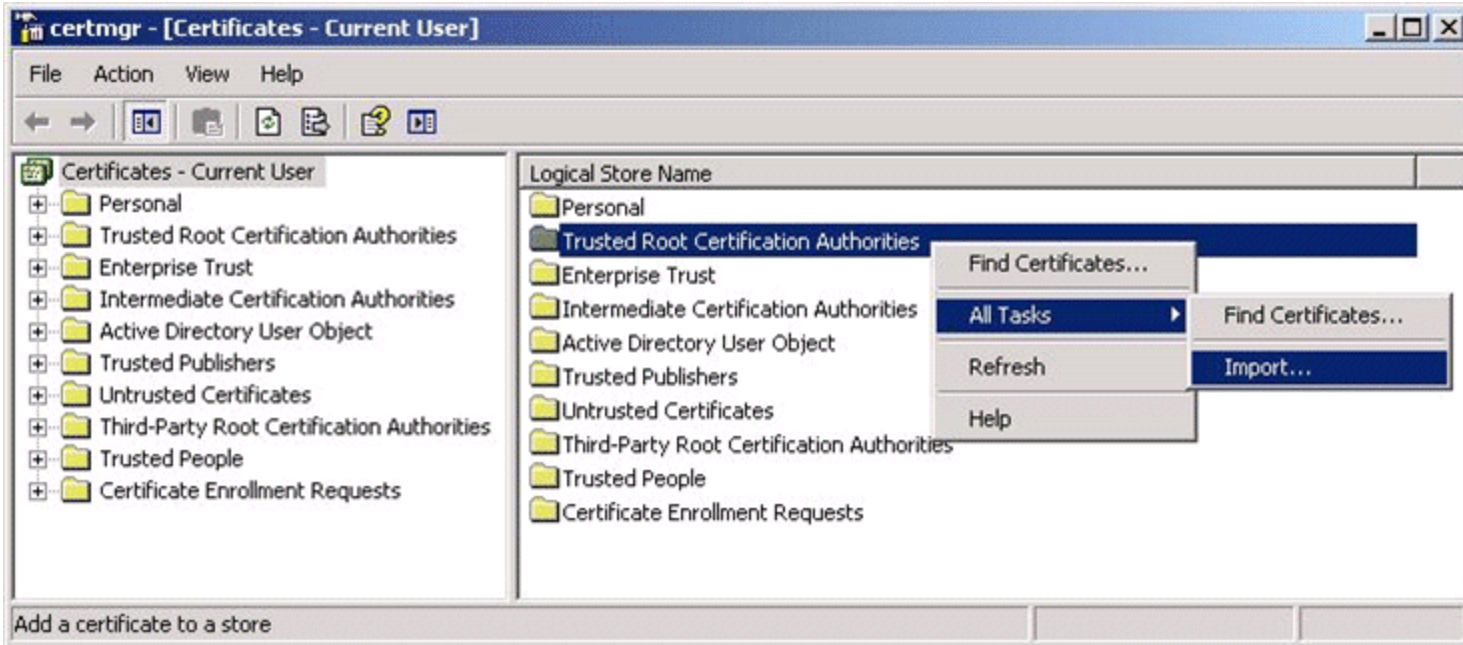 certmgr - [Certificates - Current User]
File Action View Help
Certificates - Current User
Personal
Trusted Root Certification Authorities
Enterprise Trust
Intermediate Certification Authorities
Active Directory User Object
Trusted Publishers
Untrusted Certificates
Third-Party Root Certification Authorities
Trusted People
Certificate Enrollment Requests
Logical Store Name
Personal
Trusted Root Certification Authorities
Enterprise Trust
Intermediate Certification Authorities
Active Directory User Object
Trusted Publishers
Untrusted Certificates
Third-Party Root Certification Authorities
Trusted People
Certificate Enrollment Requests
Find Certificates...
All Tasks
Refresh
Help
Find Certificates...
Import...
Add a certificate to a store